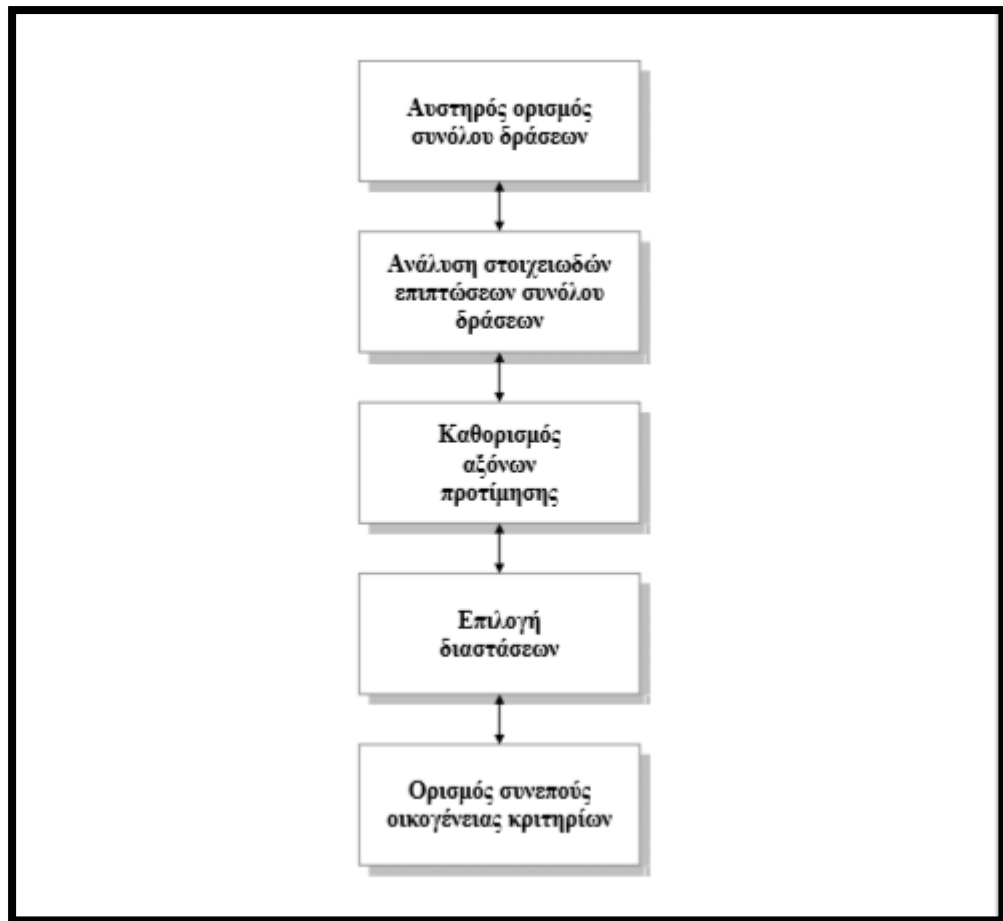 Αυστηρός ορισμός
συνόλου δράσεων
Ανάλυση στοιχειωδών
επιπτώσεων συνόλου
δράσεων
Καθορισμός
αξόνων
προτίμησης
Επιλογή
διαστάσεων
Ορισμός συνεπούς
οικογένειας κριτηρίων